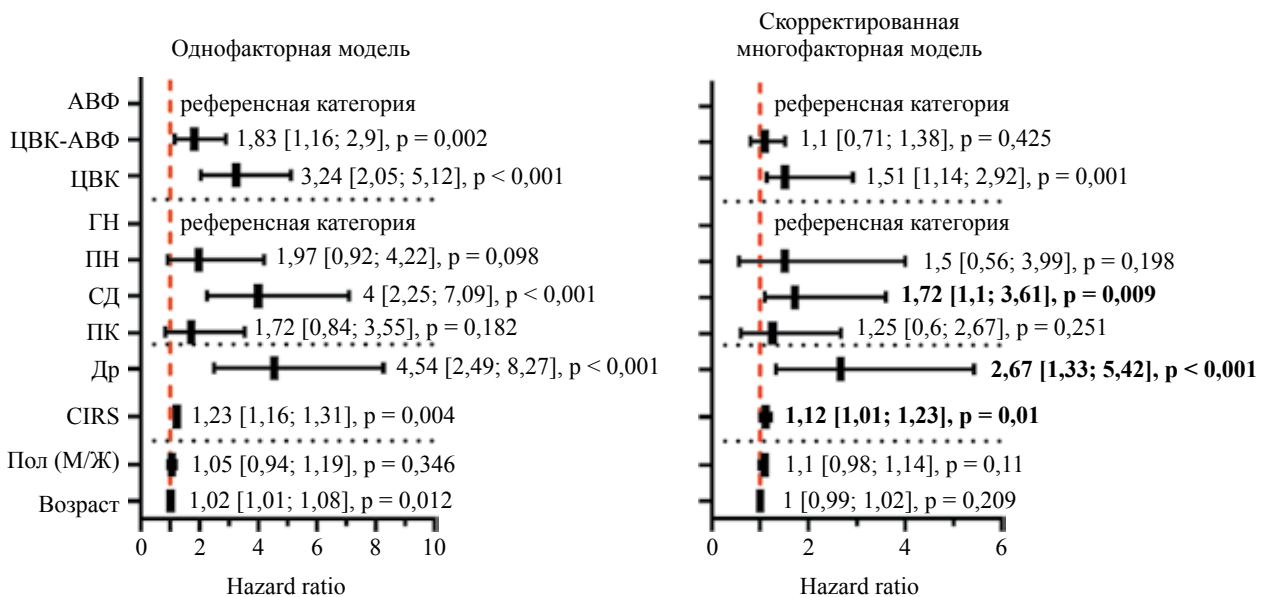 Однофакторная модель
Скорректированная
многофакторная модель
АВФ
референсная категория
референсная категория
ЦВК-АВФ
1,83 [1,16; 2,9], p = 0,002
1,1 [0,71; 1,38], p = 0,425
ЦВК
3,24 [2,05; 5,12], p < 0,001
1,51 [1,14; 2,92], p = 0,001
ГН
референсная категория
референсная категория
ПН
1,97 [0,92; 4,22], p = 0,098
1,5 [0,56; 3,99], p = 0,198
СД
4 [2,25; 7,09], p < 0,001
1,72 [1,1; 3,61], p = 0,009
ПК
1,72 [0,84; 3,55], p = 0,182
1,25 [0,6; 2,67], p = 0,251
Др
4,54 [2,49; 8,27], p < 0,001
2,67 [1,33; 5,42], p < 0,001
CIRS
1,23 [1,16; 1,31], p = 0,004
1,12 [1,01; 1,23], p = 0,01
Пол (М/Ж)
1,05 [0,94; 1,19], p = 0,346
1,1 [0,98; 1,14], p = 0,11
Возраст
1,02 [1,01; 1,08], p = 0,012
1 [0,99; 1,02], p = 0,209
0 2 4 6 8 10
0 2 4 6
Hazard ratio
Hazard ratio